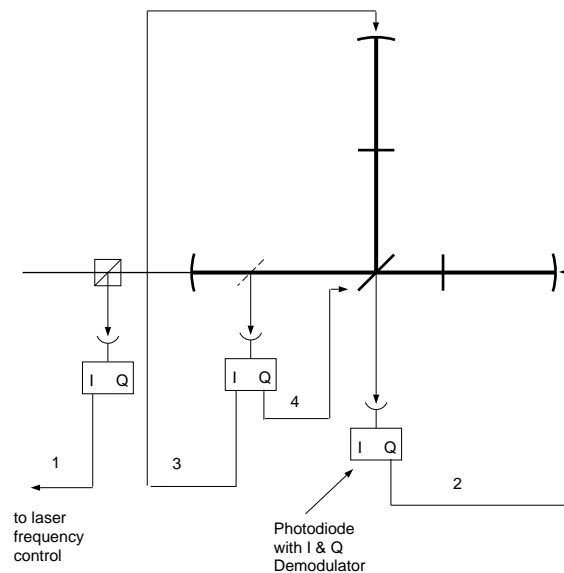 I Q
I Q
4
I Q
1
3
2
to laser
frequency
control
Photodiode
with I & Q
Demodulator